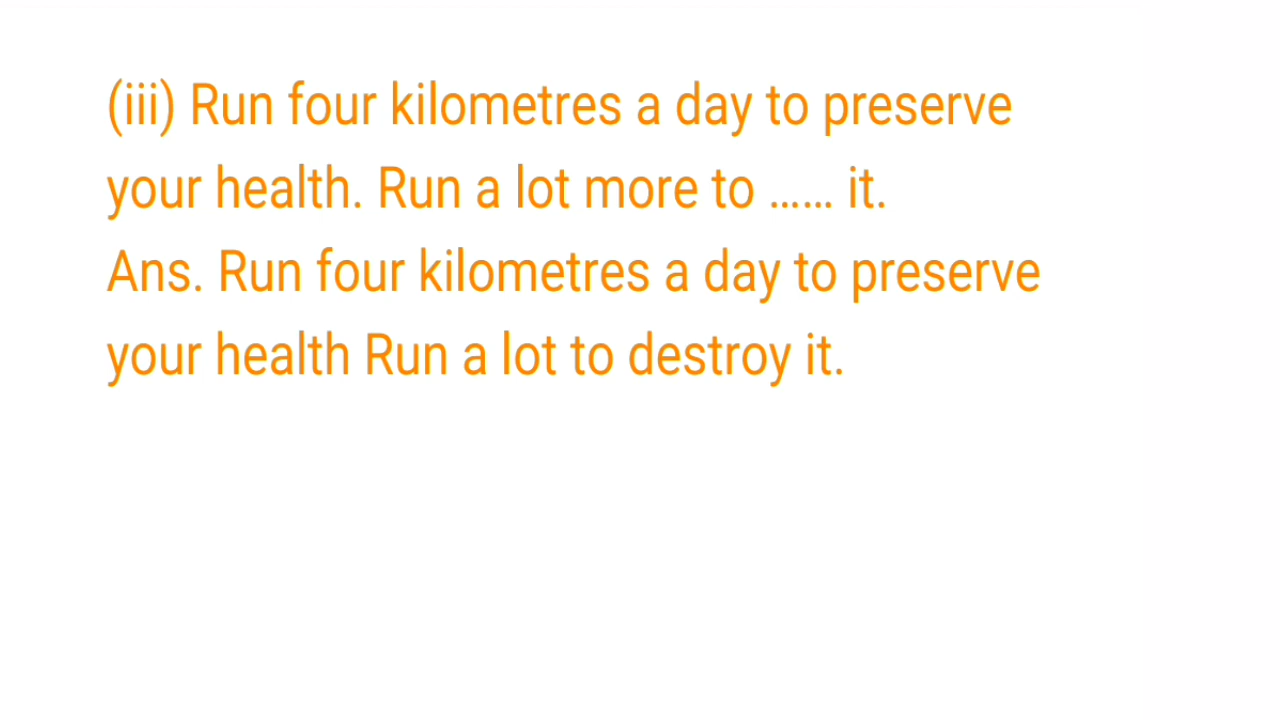 (iii) Run four kilometres a day to preserve
your health. Run a lot more to …… it.
Ans. Run four kilometres a day to preserve
your health Run a lot to destroy it.